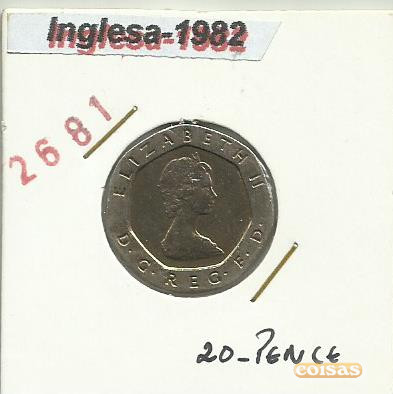 Inglesa-1982
2681
ELIZABETH II
D.G.REG.F.D.
20-PENCE
coisas